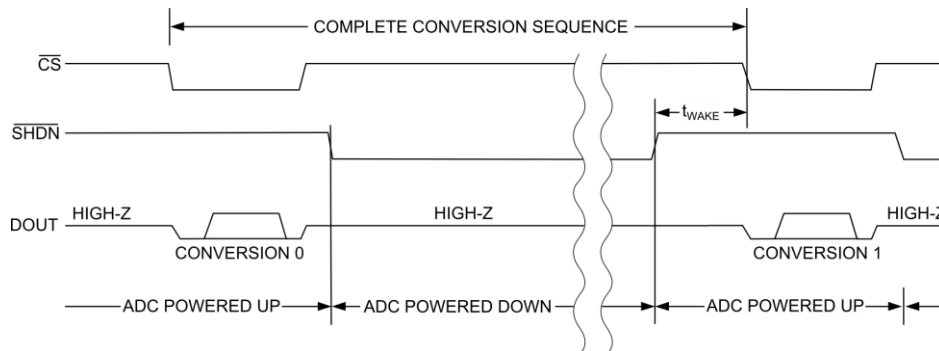 COMPLETE CONVERSION SEQUENCE
CS
tWAKE
SHDN
HIGH-Z HIGH-Z HIGH-Z
DOUT
CONVERSION 0 CONVERSION 1
ADC POWERED UP ADC POWERED DOWN ADC POWERED UP